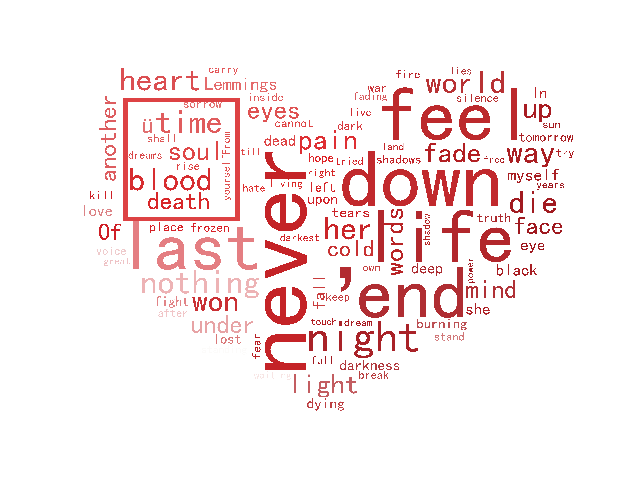 carry
heart
Lemmings
war
fire
lies
world
inside
fading
silence
In
sorrow
eyes
feel
up
another
ü
time
cannot
live
dark
sun
shall
dead
pain
land
tomorrow
dreams
soul
till
hope
tried
shadows
fade
free
way
try
rise
yourself
from
right
blood
hate
living
left
down
myself
years
kill
death
upon
die
love
tears
words
truth
Of
place
frozen
never
her
life
shadow
face
voice
last
darkest
cold
eye
great
own
deep
power
black
nothing
fall
keep
,
end
mind
fight
won
she
after
under
touch
dream
burning
lost
fear
night
stand
full
darkness
light
break
dying